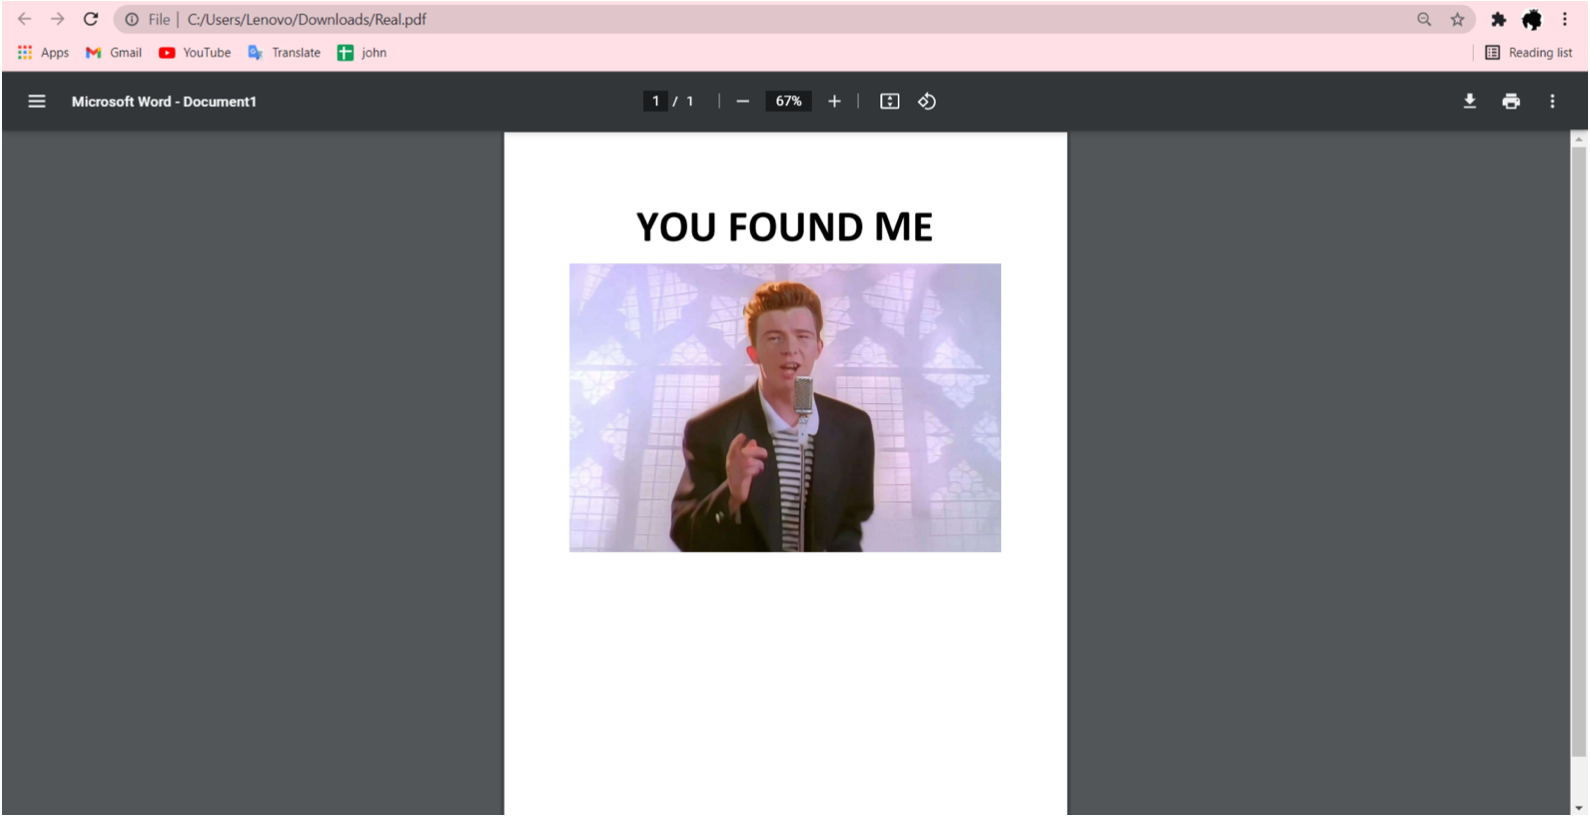 File | C:/Users/Lenovo/Downloads/Real.pdf
Apps Gmail YouTube Translate john Reading list
Microsoft Word - Document1 1 / 1 67%
YOU FOUND ME